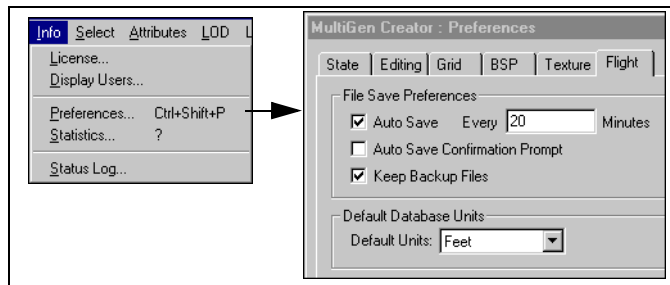 Info Select Attributes LOD L
License...
Display Users...
Preferences... Ctrl+Shift+P
Statistics... ?
Status Log...
MultiGen Creator : Preferences
State Editing Grid BSP Texture Flight
File Save Preferences
Auto Save Every 20 Minutes
Auto Save Confirmation Prompt
Keep Backup Files
Default Database Units
Default Units: Feet